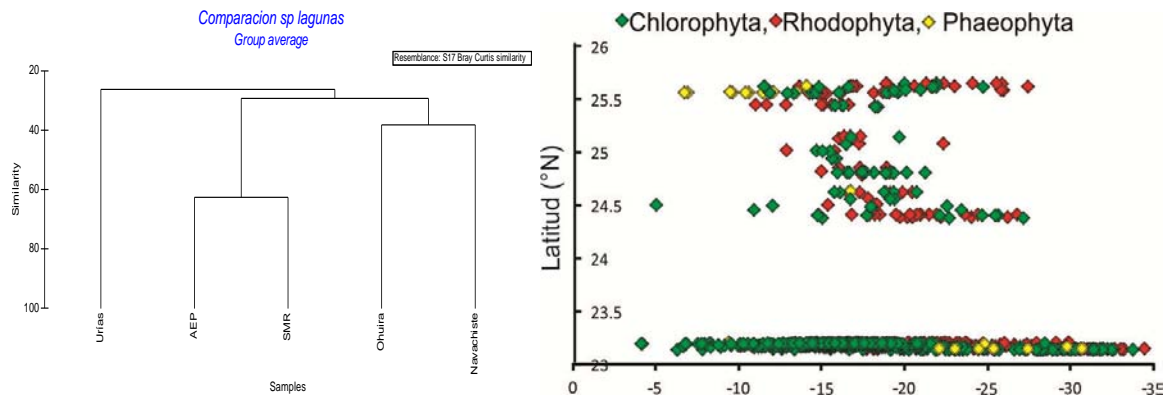 Comparacion sp lagunas
Group average
Resemblance: S17 Bray Curtis similarity
20
40
60
80
100
Similarity
Urías
AEP
SMR
Ohuira
Navachiste
Samples
Chlorophyta, Rhodophyta, Phaeophyta
26
25.5
25
24.5
24
23.5
23
Latitud (°N)
0 -5 -10 -15 -20 -25 -30 -35